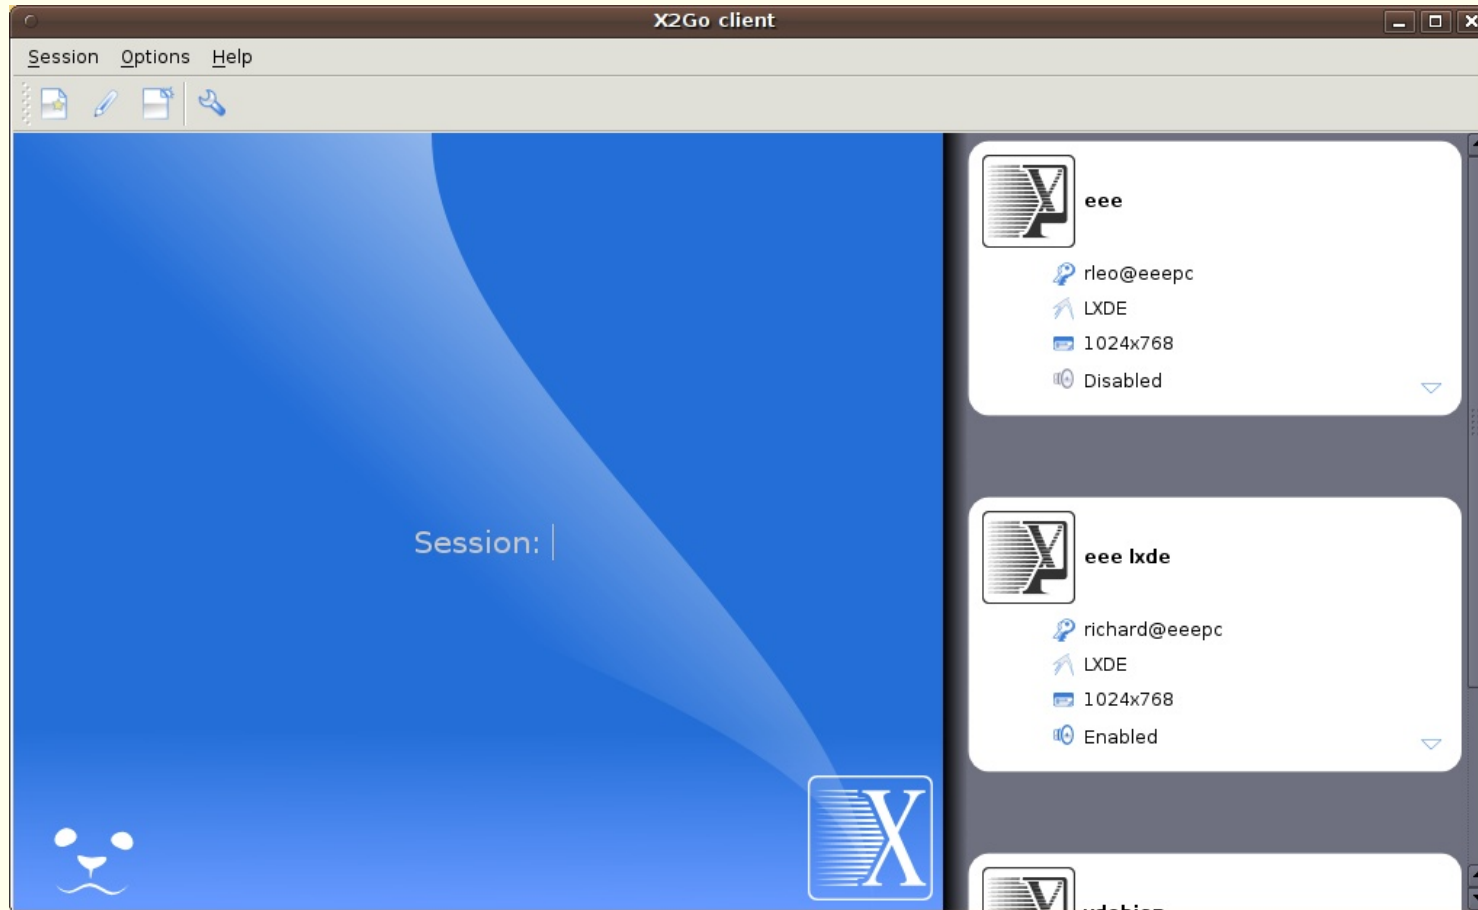 X2Go client
Session Options Help
Session:
eee
rleo@eeepc
LXDE
1024x768
Disabled
eee lxde
richard@eeepc
LXDE
1024x768
Enabled